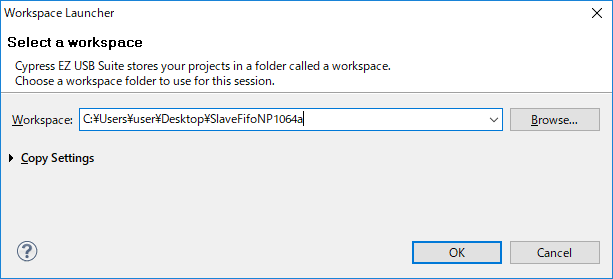 Workspace Launcher
Select a workspace
Cypress EZ USB Suite stores your projects in a folder called a workspace.
Choose a workspace folder to use for this session.
Workspace: C:¥Users¥user¥Desktop¥SlaveFifoNP1064a Browse...
Copy Settings
? OK Cancel